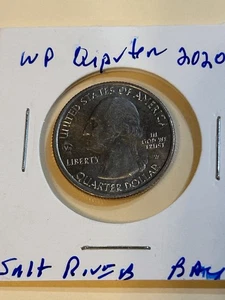 WP Quarter 2020
UNITED STATES OF AMERICA
LIBERTY
IN
GOD WE
TRUST
W
QUARTER DOLLAR
Salt River Bay